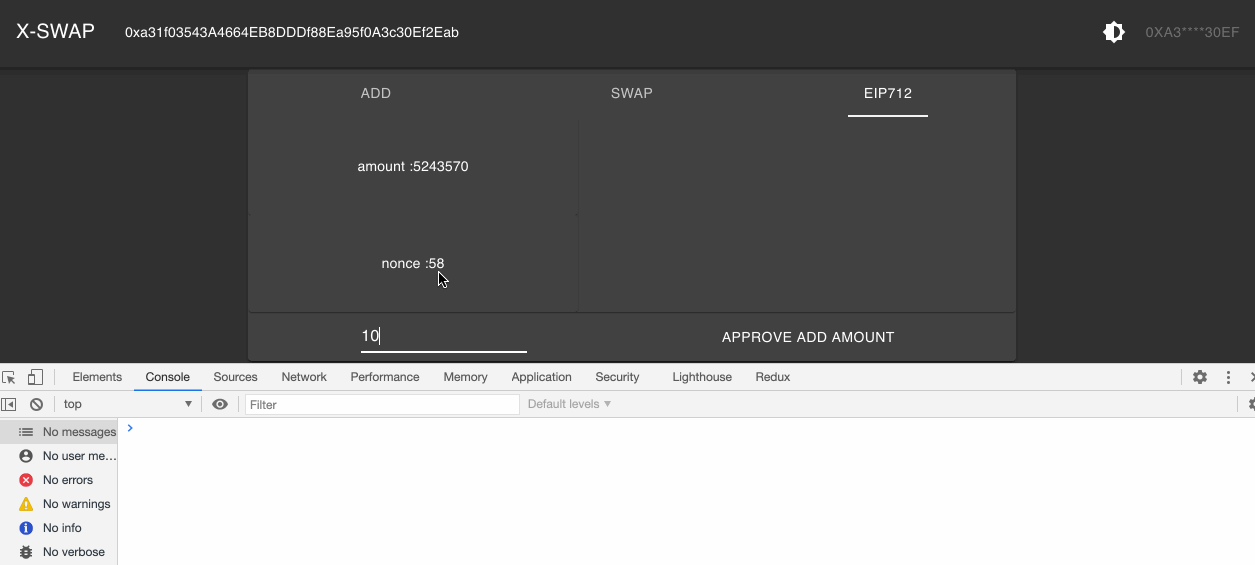 X-SWAP 0xa31f03543A4664EB8DDDf88Ea95f0A3c30Ef2Eab 0XA3****30EF
ADD SWAP EIP712
amount :5243570
nonce :58
10 APPROVE ADD AMOUNT
Elements Console Sources Network Performance Memory Application Security Lighthouse Redux
top Filter Default levels
No messages
No user me...
No errors
No warnings
No info
No verbose